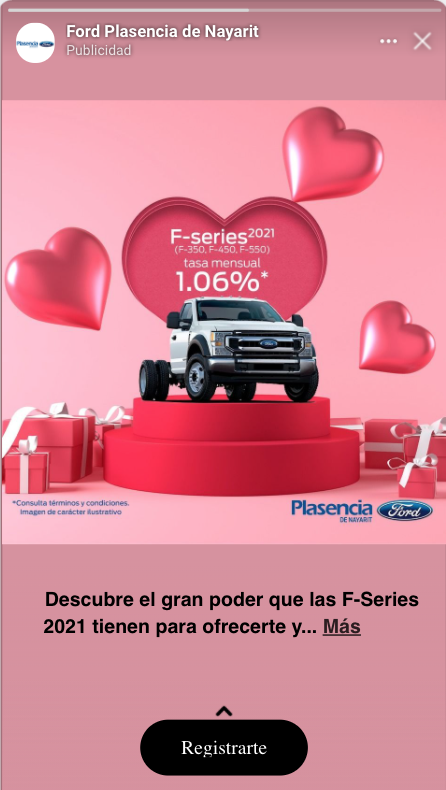 Ford Plasencia de Nayarit
Publicidad
F-series2021
(F-350, F-450, F-550)
tasa mensual
1.06%*
*Consulta términos y condiciones.
Imagen de carácter ilustrativo
Plasencia
DE NAYARIT
Ford
Descubre el gran poder que las F-Series
2021 tienen para ofrecerte y... Más
Registrarte